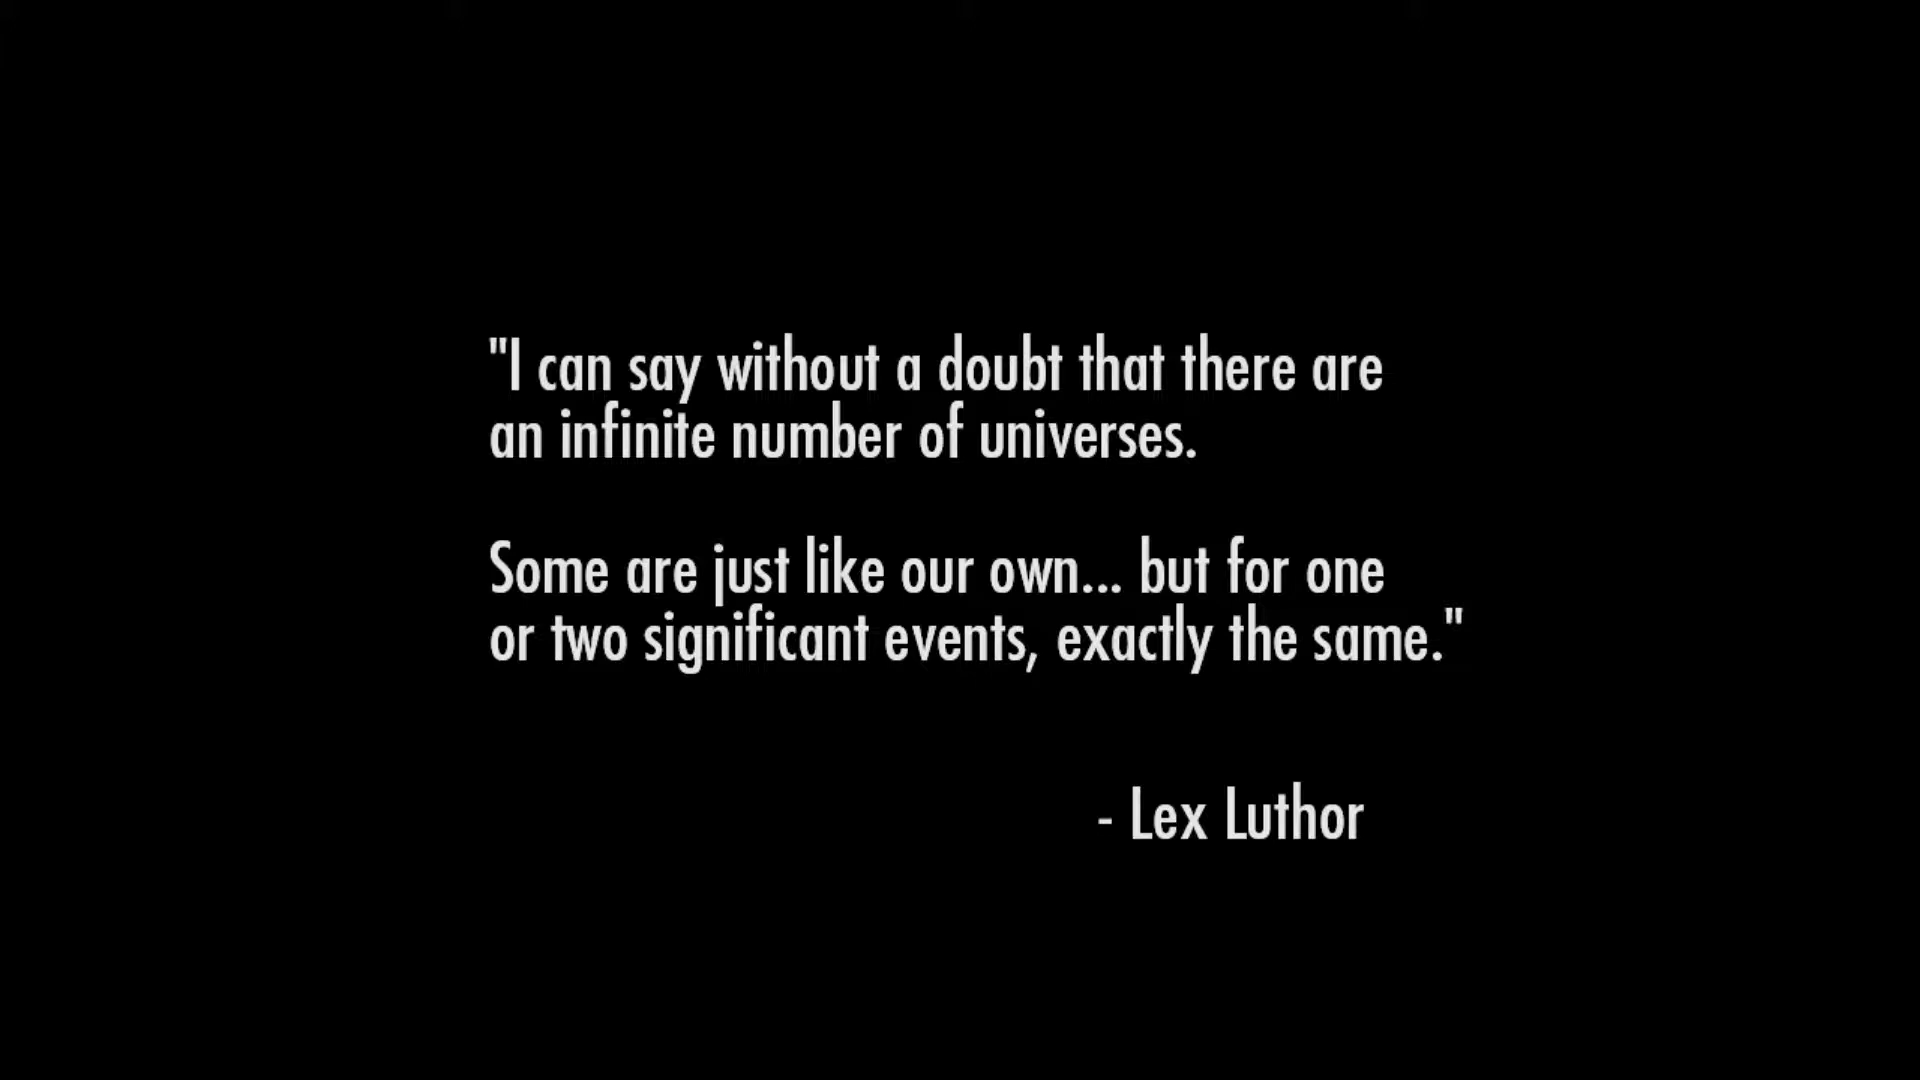 "I can say without a doubt that there are
an infinite number of universes.
Some are just like our own... but for one
or two significant events, exactly the same."
- Lex Luthor